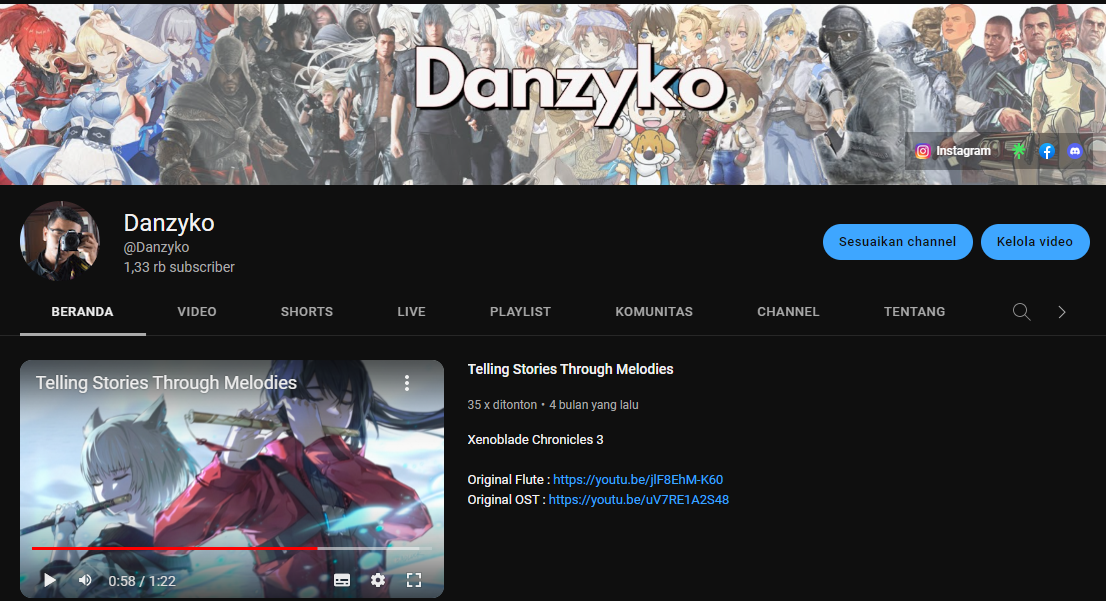 Danzyko
Instagram
Danzyko
@Danzyko
1,33 rb subscriber
Sesuaikan channel
Kelola video
BERANDA
VIDEO
SHORTS
LIVE
PLAYLIST
KOMUNITAS
CHANNEL
TENTANG
Telling Stories Through Melodies
0:58 / 1:22
Telling Stories Through Melodies
35 x ditonton • 4 bulan yang lalu
Xenoblade Chronicles 3
Original Flute : https://youtu.be/jlF8EhM-K60
Original OST : https://youtu.be/uV7RE1A2S48